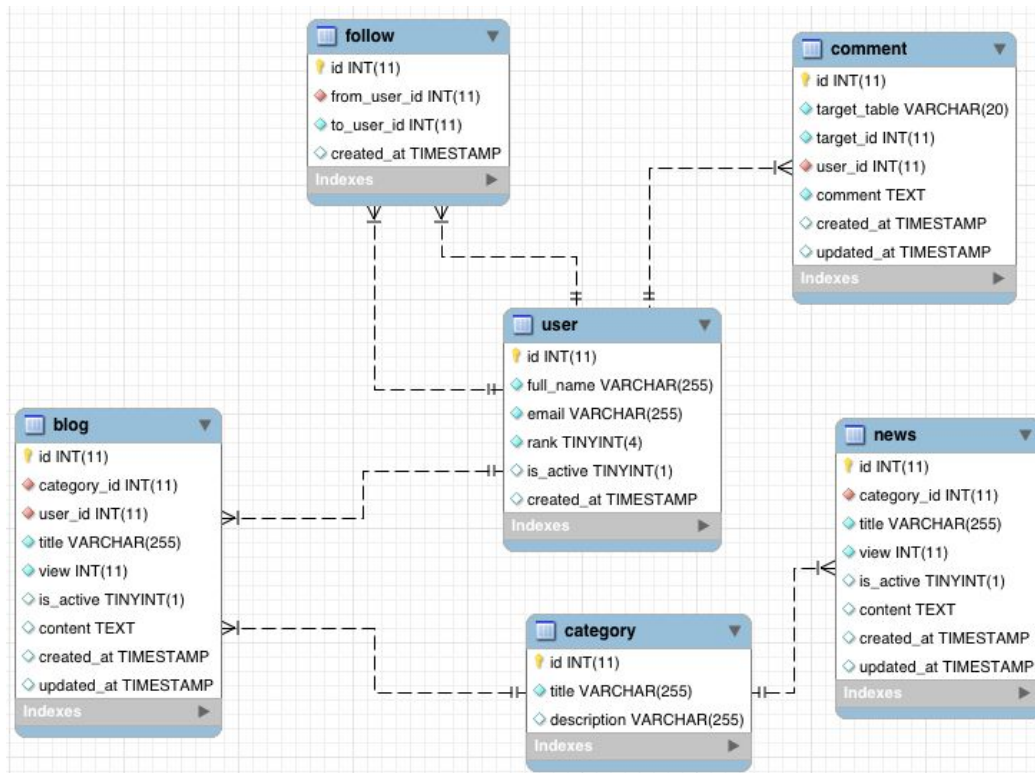 follow
id INT(11)
from_user_id INT(11)
to_user_id INT(11)
created_at TIMESTAMP
Indexes
comment
id INT(11)
target_table VARCHAR(20)
target_id INT(11)
user_id INT(11)
comment TEXT
created_at TIMESTAMP
updated_at TIMESTAMP
Indexes
user
id INT(11)
full_name VARCHAR(255)
email VARCHAR(255)
rank TINYINT(4)
is_active TINYINT(1)
created_at TIMESTAMP
Indexes
blog
id INT(11)
category_id INT(11)
user_id INT(11)
title VARCHAR(255)
view INT(11)
is_active TINYINT(1)
content TEXT
created_at TIMESTAMP
updated_at TIMESTAMP
Indexes
news
id INT(11)
category_id INT(11)
title VARCHAR(255)
view INT(11)
is_active TINYINT(1)
content TEXT
created_at TIMESTAMP
updated_at TIMESTAMP
Indexes
category
id INT(11)
title VARCHAR(255)
description VARCHAR(255)
Indexes